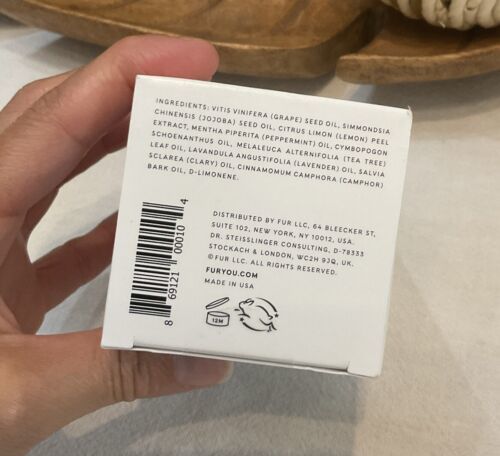 INGREDIENTS: VITIS VINIFERA (GRAPE) SEED OIL, SIMMONDSIA
CHINENSIS (JOJOBA) SEED OIL, CITRUS LIMON (LEMON) PEEL
EXTRACT, MENTHA PIPERITA (PEPPERMINT) OIL, CYMBOPOGON
SCHOENANTHUS OIL, MELALEUCA ALTERNIFOLIA (TEA TREE)
LEAF OIL, LAVANDULA ANGUSTIFOLIA (LAVENDER) OIL, SALVIA
SCLAREA (CLARY) OIL, CINNAMOMUM CAMPHORA (CAMPHOR)
BARK OIL, D-LIMONENE.
8 69121 00010 4
DISTRIBUTED BY FUR LLC, 64 BLEECKER ST,
SUITE 102, NEW YORK, NY 10012, USA.
DR. STEISSLINGER CONSULTING, D-78333
STOCKACH & LONDON, WC2H 9JQ, UK.
© FUR LLC. ALL RIGHTS RESERVED.
FURYOU.COM
MADE IN USA
12M